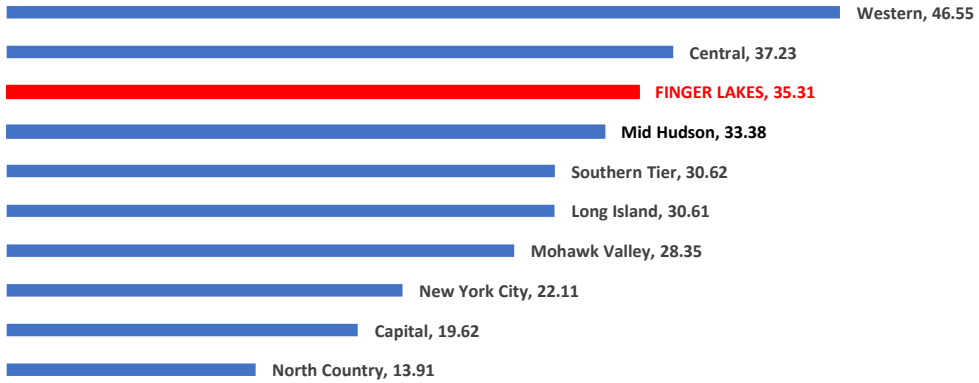 Western, 46.55
Central, 37.23
FINGER LAKES, 35.31
Mid Hudson, 33.38
Southern Tier, 30.62
Long Island, 30.61
Mohawk Valley, 28.35
New York City, 22.11
Capital, 19.62
North Country, 13.91